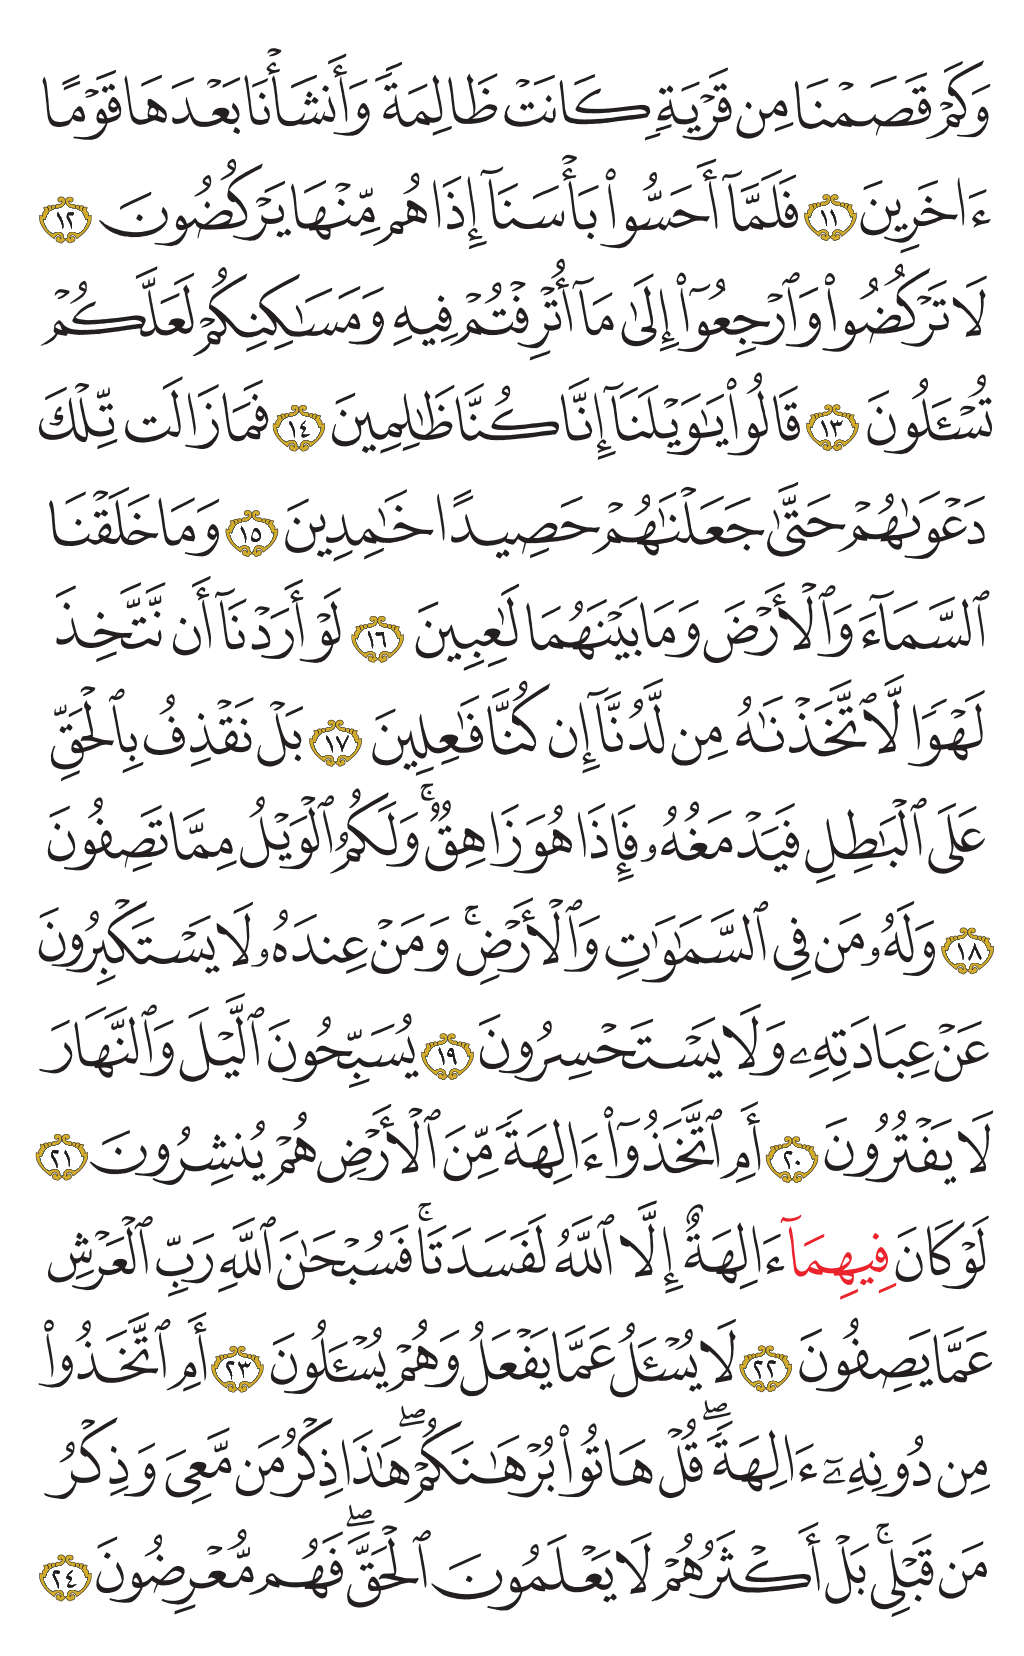 وَكَمْ قَصَمْنَا مِن قَرْيَةٍ كَانَتْ ظَالِمَةً وَأَنشَأْنَا بَعْدَهَا قَوْمًا
ءَاخَرِينَ ١١ فَلَمَّآ أَحَسُّوا۟ بَأْسَنَآ إِذَا هُم مِّنْهَا يَرْكُضُونَ ١٢
لَا تَرْكُضُوا۟ وَٱرْجِعُوٓا۟ إِلَىٰ مَآ أُتْرِفْتُمْ فِيهِ وَمَسَـٰكِنِكُمْ لَعَلَّكُمْ
تُسْـَٔلُونَ ١٣ قَالُوا۟ يَـٰوَيْلَنَآ إِنَّا كُنَّا ظَـٰلِمِينَ ١٤ فَمَا زَالَت تِّلْكَ
دَعْوَىٰهُمْ حَتَّىٰ جَعَلْنَـٰهُمْ حَصِيدًا خَـٰمِدِينَ ١٥ وَمَا خَلَقْنَا
ٱلسَّمَآءَ وَٱلْأَرْضَ وَمَا بَيْنَهُمَا لَـٰعِبِينَ ١٦ لَوْ أَرَدْنَآ أَن نَّتَّخِذَ
لَهْوًا لَّٱتَّخَذْنَـٰهُ مِن لَّدُنَّآ إِن كُنَّا فَـٰعِلِينَ ١٧ بَلْ نَقْذِفُ بِٱلْحَقِّ
عَلَى ٱلْبَـٰطِلِ فَيَدْمَغُهُۥ فَإِذَا هُوَ زَاهِقٌ ۚ وَلَكُمُ ٱلْوَيْلُ مِمَّا تَصِفُونَ
١٨ وَلَهُۥ مَن فِى ٱلسَّمَـٰوَٰتِ وَٱلْأَرْضِ ۚ وَمَنْ عِندَهُۥ لَا يَسْتَكْبِرُونَ
عَنْ عِبَادَتِهِۦ وَلَا يَسْتَحْسِرُونَ ١٩ يُسَبِّحُونَ ٱلَّيْلَ وَٱلنَّهَارَ
لَا يَفْتُرُونَ ٢٠ أَمِ ٱتَّخَذُوٓا۟ ءَالِهَةً مِّنَ ٱلْأَرْضِ هُمْ يُنشِرُونَ ٢١
لَوْ كَانَ فِيهِمَآ ءَالِهَةٌ إِلَّا ٱللَّهُ لَفَسَدَتَا ۚ فَسُبْحَـٰنَ ٱللَّهِ رَبِّ ٱلْعَرْشِ
عَمَّا يَصِفُونَ ٢٢ لَا يُسْـَٔلُ عَمَّا يَفْعَلُ وَهُمْ يُسْـَٔلُونَ ٢٣ أَمِ ٱتَّخَذُوا۟
مِن دُونِهِۦٓ ءَالِهَةً ۖ قُلْ هَاتُوا۟ بُرْهَـٰنَكُمْ ۖ هَـٰذَا ذِكْرُ مَن مَّعِىَ وَذِكْرُ
مَن قَبْلِى ۚ بَلْ أَكْثَرُهُمْ لَا يَعْلَمُونَ ٱلْحَقَّ ۖ فَهُم مُّعْرِضُونَ ٢٤